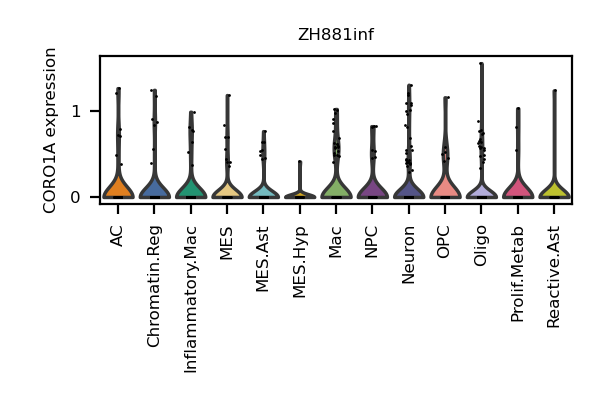 ZH881inf
CORO1A expression
1
0
AC
Chromatin.Reg
Inflammatory.Mac
MES
MES.Ast
MES.Hyp
Mac
NPC
Neuron
OPC
Oligo
Prolif.Metab
Reactive.Ast